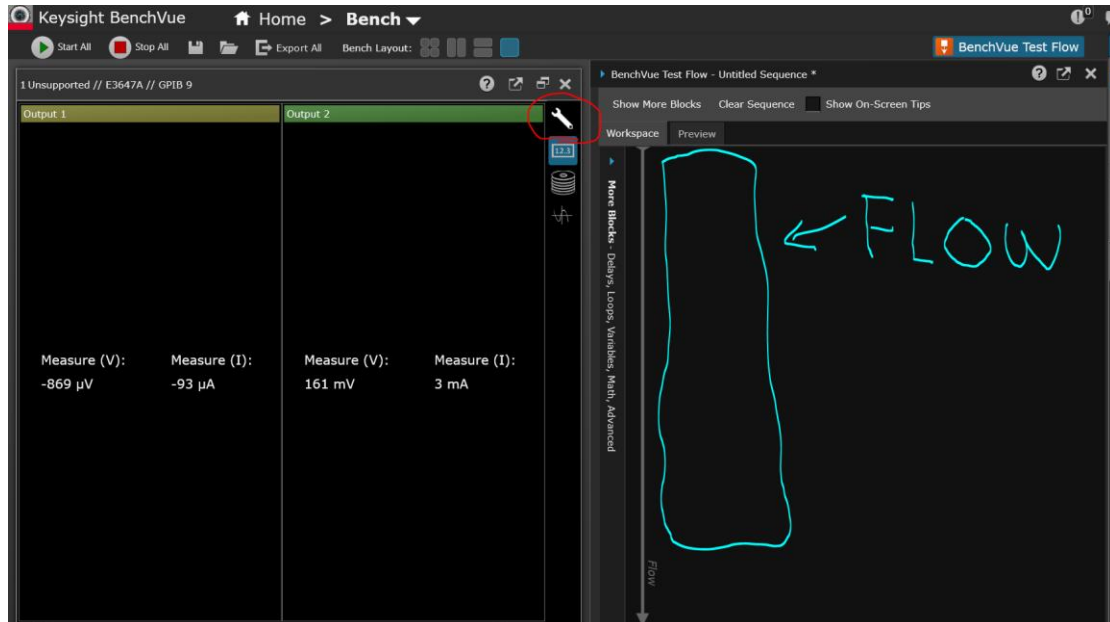 Keysight BenchVue
Home > Bench
0
Start All
Stop All
Export All
Bench Layout:
BenchVue Test Flow
1 Unsupported // E3647A // GPIB 9
BenchVue Test Flow - Untitled Sequence *
Show More Blocks
Clear Sequence
Show On-Screen Tips
Workspace
Preview
Output 1
Output 2
12.3
More Blocks - Delays, Loops, Variables, Math, Advanced
FLOW
Measure (V):
Measure (I):
Measure (V):
Measure (I):
-869 µV
-93 µA
161 mV
3 mA
Flow